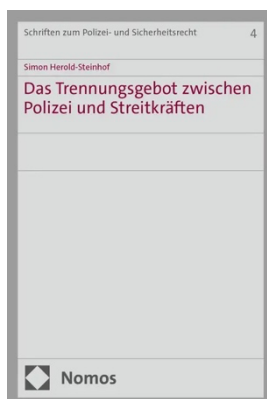 Schriften zum Polizei- und Sicherheitsrecht 4
Simon Herold-Steinhof
Das Trennungsgebot zwischen
Polizei und Streitkräften
Nomos